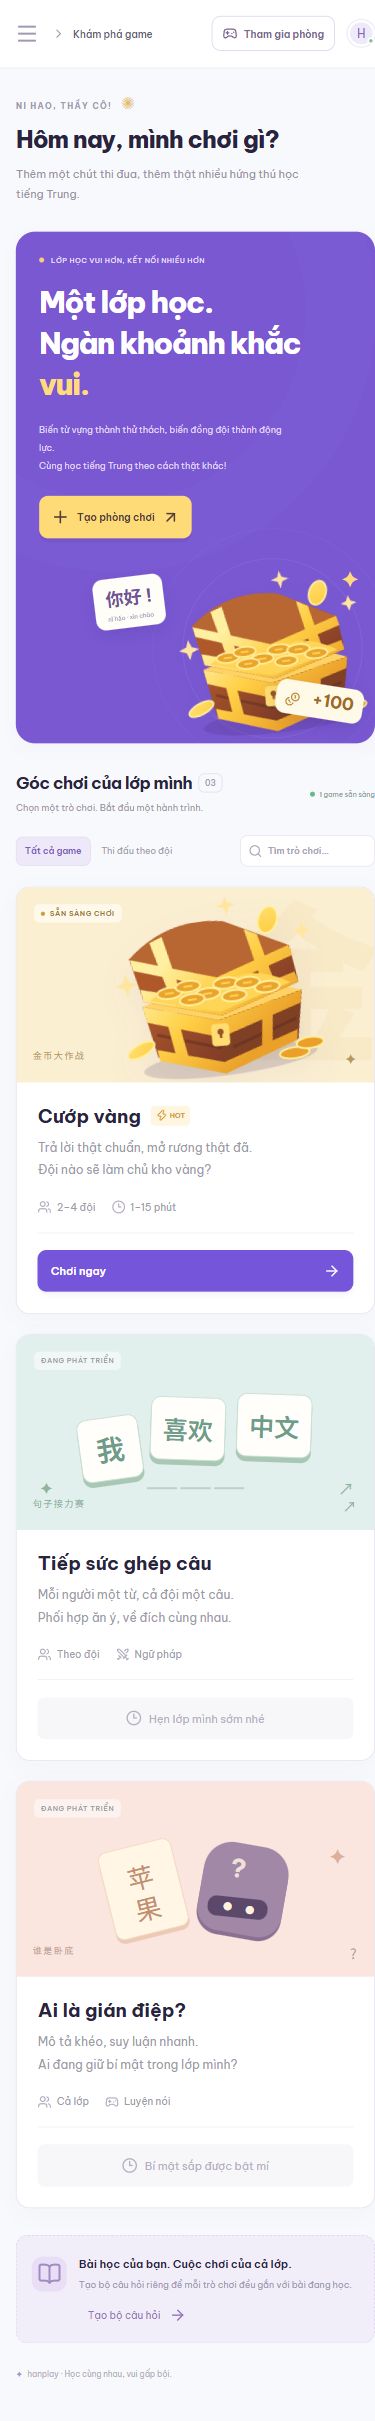 Khám phá game
Tham gia phòng
H
NI HAO, THẦY CÔ!
Hôm nay, mình chơi gì?
Thêm một chút thi đua, thêm thật nhiều hứng thú học
tiếng Trung.
LỚP HỌC VUI HƠN, KẾT NỐI NHIỀU HƠN
Một lớp học.
Ngàn khoảnh khắc
vui.
Biến từ vựng thành thử thách, biến đồng đội thành động
lực.
Cùng học tiếng Trung theo cách thật khác!
Tạo phòng chơi
你好！
nǐ hǎo · xin chào
+100
Góc chơi của lớp mình 03
Chọn một trò chơi. Bắt đầu một hành trình.
1 game sẵn sàng
Tất cả game
Thi đấu theo đội
Tìm trò chơi...
SẴN SÀNG CHƠI
金币大作战
Cướp vàng
HOT
Trả lời thật chuẩn, mở rương thật đã.
Đội nào sẽ làm chủ kho vàng?
2–4 đội
1–15 phút
Chơi ngay
ĐANG PHÁT TRIỂN
我
喜欢
中文
句子接力赛
Tiếp sức ghép câu
Mỗi người một từ, cả đội một câu.
Phối hợp ăn ý, về đích cùng nhau.
Theo đội
Ngữ pháp
Hẹn lớp mình sớm nhé
ĐANG PHÁT TRIỂN
苹
果
?
谁是卧底
?
Ai là gián điệp?
Mô tả khéo, suy luận nhanh.
Ai đang giữ bí mật trong lớp mình?
Cả lớp
Luyện nói
Bí mật sắp được bật mí
Bài học của bạn. Cuộc chơi của cả lớp.
Tạo bộ câu hỏi riêng để mỗi trò chơi đều gắn với bài đang học.
Tạo bộ câu hỏi
hanplay · Học cùng nhau, vui gấp bội.